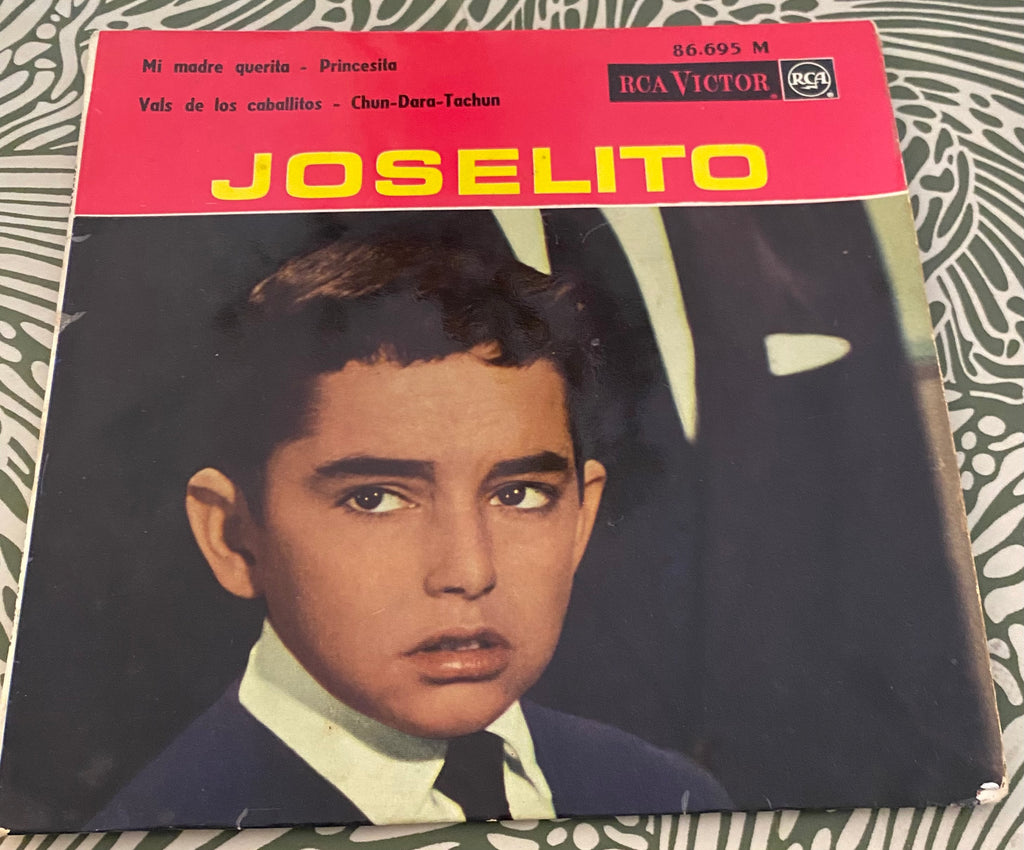 Mi madre querita - Princesita
Vals de los caballitos - Chun-Dara-Tachun
86.695 M
RCA VICTOR
RCA
JOSELITO